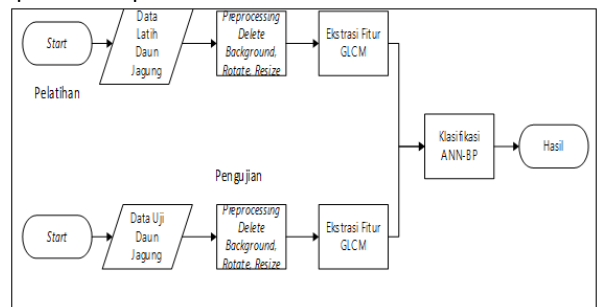 Start
Data
Latih
Daun
Jagung
Preprocessing
Delete
Background,
Rotate, Resize
Ekstrasi Fitur
GLCM
Pelatihan
Klasifikasi
ANN-BP
Hasil
Pengujian
Start
Data Uji
Daun
Jagung
Preprocessing
Delete
Background,
Rotate, Resize
Ekstrasi Fitur
GLCM